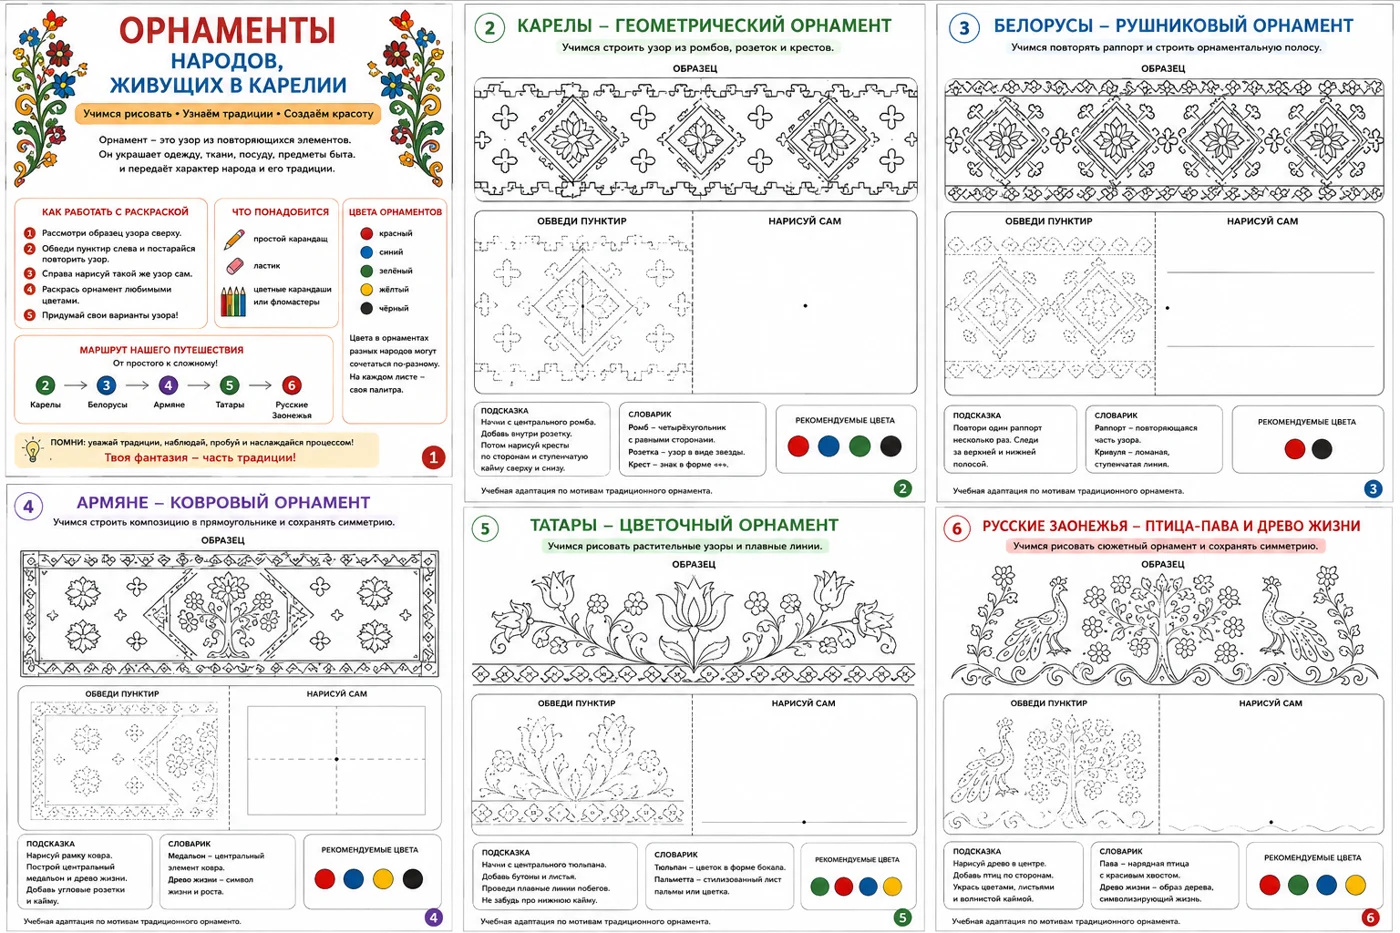 ОРНАМЕНТЫ
НАРОДОВ,
ЖИВУЩИХ В КАРЕЛИИ
Учимся рисовать • Узнаём традиции • Создаём красоту
Орнамент – это узор из повторяющихся элементов.
Он украшает одежду, ткани, посуду, предметы быта.
и передаёт характер народа и его традиции.
КАК РАБОТАТЬ С РАСКРАСКОЙ
1 Рассмотри образец узора сверху.
2 Обведи пунктир слева и постарайся
повторить узор.
3 Справа нарисуй такой же узор сам.
4 Раскрась орнамент любимыми
цветами.
5 Придумай свои варианты узора!
ЧТО ПОНАДОБИТСЯ
простой карандащ
ластик
цветные карандаши
или фломастеры
ЦВЕТА ОРНАМЕНТОВ
красный
синий
зелёный
жёлтый
чёрный
Цвета в орнаментах
разных народов могут
сочетаться по-разному.
На каждом листе –
своя палитра.
МАРШРУТ НАШЕГО ПУТЕШЕСТВИЯ
От простого к сложному!
2 3 4 5 6
Карелы Белорусы Армяне Татары Русские
Заонежья
ПОМНИ: уважай традиции, наблюдай, пробуй и наслаждайся процессом!
Твоя фантазия – часть традиции!
1
2 КАРЕЛЫ – ГЕОМЕТРИЧЕСКИЙ ОРНАМЕНТ
Учимся строить узор из ромбов, розеток и крестов.
ОБРАЗЕЦ
ОБВЕДИ ПУНКТИР НАРИСУЙ САМ
ПОДСКАЗКА
Начни с центрального ромба.
Добавь внутри розетку.
Потом нарисуй кресты
по сторонам и ступенчатую
кайму сверху и снизу.
СЛОВАРИК
Ромб – четырёхугольник
с равными сторонами.
Розетка – узор в виде звезды.
Крест – знак в форме «+».
РЕКОМЕНДУЕМЫЕ ЦВЕТА
Учебная адаптация по мотивам традиционного орнамента.
2
3 БЕЛОРУСЫ – РУШНИКОВЫЙ ОРНАМЕНТ
Учимся повторять раппорт и строить орнаментальную полосу.
ОБРАЗЕЦ
ОБВЕДИ ПУНКТИР НАРИСУЙ САМ
ПОДСКАЗКА
Повтори один раппорт
несколько раз. Следи
за верхней и нижней
полосой.
СЛОВАРИК
Раппорт – повторяющаяся
часть узора.
Кривуля – ломаная,
ступенчатая линия.
РЕКОМЕНДУЕМЫЕ ЦВЕТА
Учебная адаптация по мотивам традиционного орнамента.
3
4 АРМЯНЕ – КОВРОВЫЙ ОРНАМЕНТ
Учимся строить композицию в прямоугольнике и сохранять симметрию.
ОБРАЗЕЦ
ОБВЕДИ ПУНКТИР НАРИСУЙ САМ
ПОДСКАЗКА
Нарисуй рамку ковра.
Построй центральный
медальон и древо жизни.
Добавь угловые розетки
и кайму.
СЛОВАРИК
Медальон – центральный
элемент ковра.
Древо жизни – символ
жизни и роста.
РЕКОМЕНДУЕМЫЕ ЦВЕТА
Учебная адаптация по мотивам традиционного орнамента.
4
5 ТАТАРЫ – ЦВЕТОЧНЫЙ ОРНАМЕНТ
Учимся рисовать растительные узоры и плавные линии.
ОБРАЗЕЦ
ОБВЕДИ ПУНКТИР НАРИСУЙ САМ
ПОДСКАЗКА
Начни с центрального тюльпана.
Добавь бутоны и листья.
Проведи плавные линии побегов.
Не забудь про нижнюю кайму.
СЛОВАРИК
Тюльпан – цветок в форме бокала.
Пальметта – стилизованный лист
пальмы или цветка.
РЕКОМЕНДУЕМЫЕ ЦВЕТА
Учебная адаптация по мотивам традиционного орнамента.
5
6 РУССКИЕ ЗАОНЕЖЬЯ – ПТИЦА-ПАВА И ДРЕВО ЖИЗНИ
Учимся рисовать сюжетный орнамент и сохранять симметрию.
ОБРАЗЕЦ
ОБВЕДИ ПУНКТИР НАРИСУЙ САМ
ПОДСКАЗКА
Нарисуй древо в центре.
Добавь птиц по сторонам.
Укрась цветами, листьями
и волнистой каймой.
СЛОВАРИК
Пава – нарядная птица
с красивым хвостом.
Древо жизни – образ дерева,
символизирующий жизнь.
РЕКОМЕНДУЕМЫЕ ЦВЕТА
Учебная адаптация по мотивам традиционного орнамента.
6